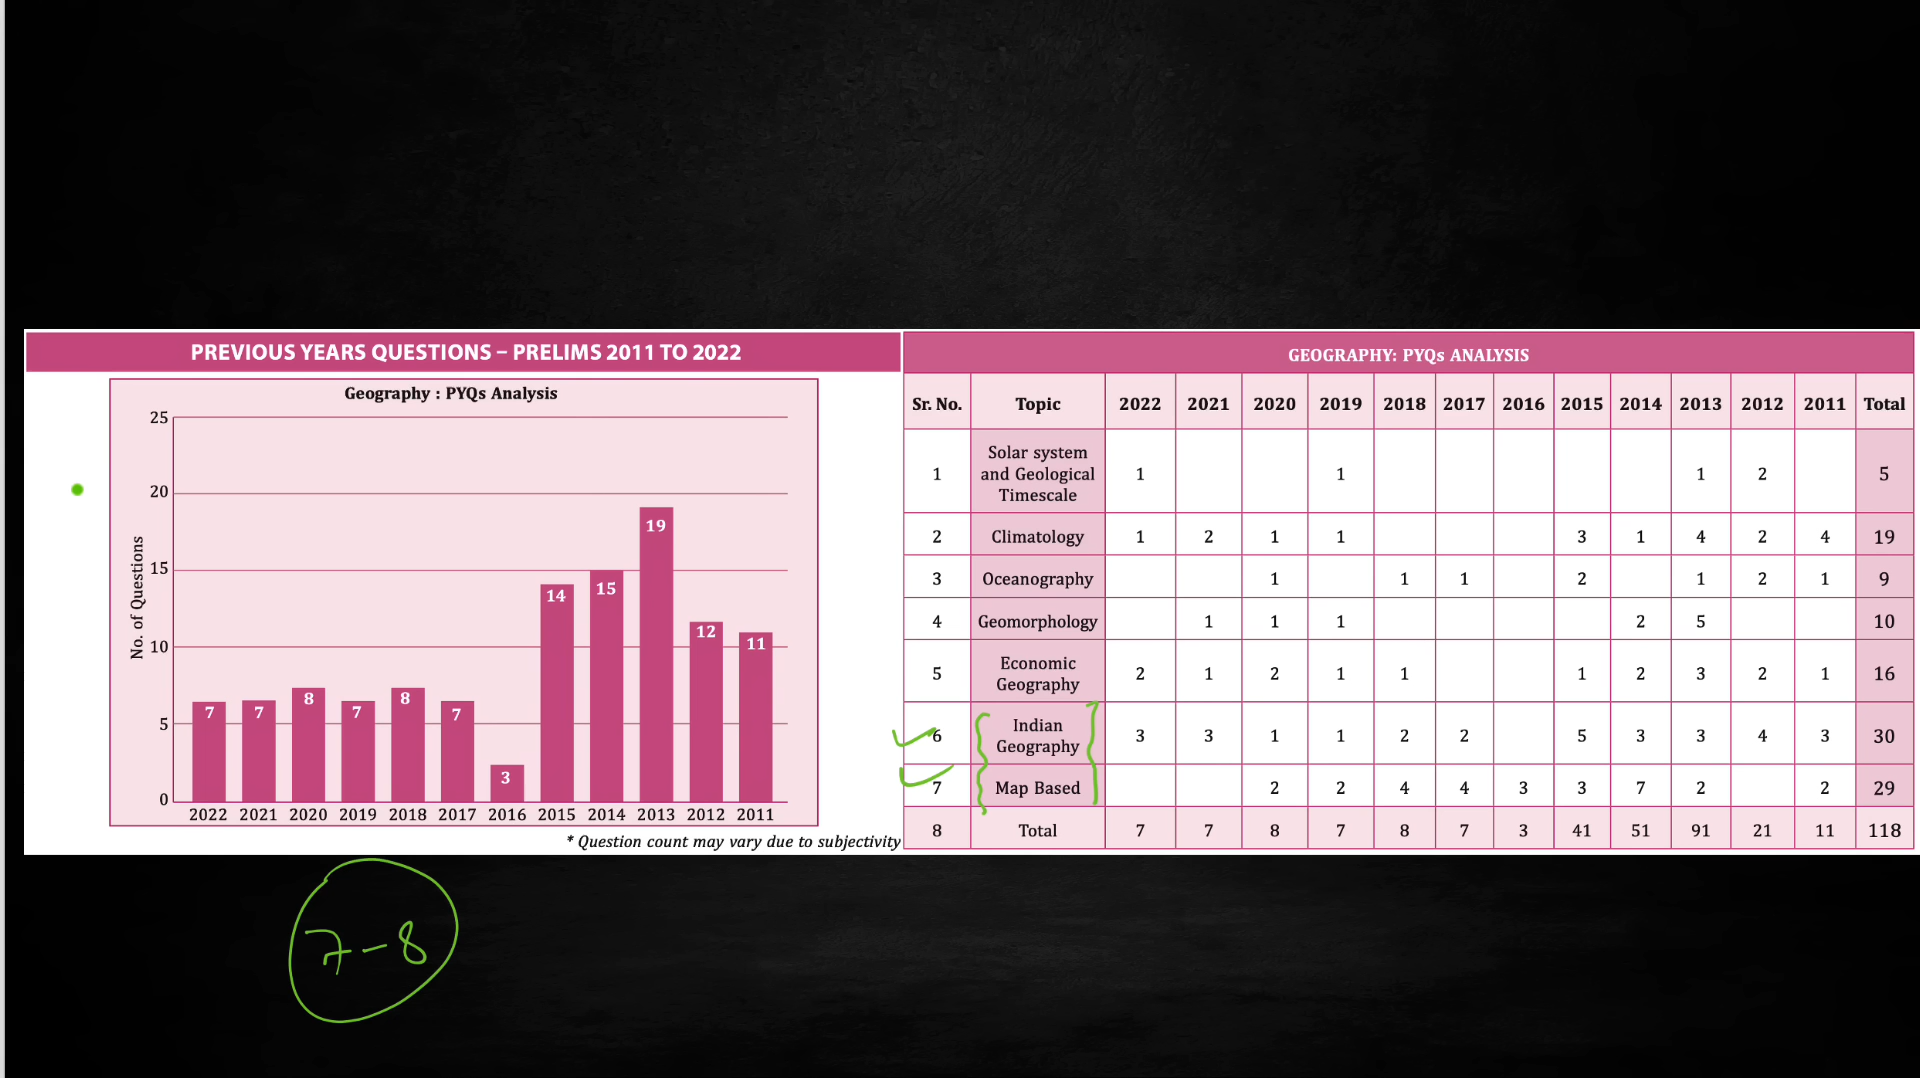 PREVIOUS YEARS QUESTIONS – PRELIMS 2011 TO 2022
Geography : PYQs Analysis
No. of Questions
25
20
15
10
5
0
7 7 8 7 8 7 3 14 15 19 12 11
2022 2021 2020 2019 2018 2017 2016 2015 2014 2013 2012 2011
* Question count may vary due to subjectivity
GEOGRAPHY: PYQs ANALYSIS
Sr. No. Topic 2022 2021 2020 2019 2018 2017 2016 2015 2014 2013 2012 2011 Total
1 Solar system and Geological Timescale 1 1 1 2 5
2 Climatology 1 2 1 1 3 1 4 2 4 19
3 Oceanography 1 1 1 2 1 2 1 9
4 Geomorphology 1 1 1 2 5 10
5 Economic Geography 2 1 2 1 1 1 2 3 2 1 16
6 Indian Geography 3 3 1 1 2 2 5 3 3 4 3 30
7 Map Based 2 2 4 4 3 3 7 2 2 29
8 Total 7 7 8 7 8 7 3 41 51 91 21 11 118
7-8